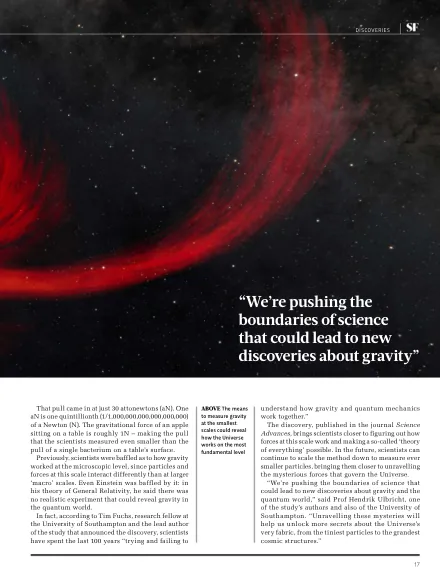 DISCOVERIES
SF
“We’re pushing the
boundaries of science
that could lead to new
discoveries about gravity”
That pull came in at just 30 attonewtons (aN). One
aN is one quintillionth (1/1,000,000,000,000,000,000)
of a Newton (N). The gravitational force of an apple
sitting on a table is roughly 1N – making the pull
that the scientists measured even smaller than the
pull of a single bacterium on a table’s surface.
Previously, scientists were baffled as to how gravity
worked at the microscopic level, since particles and
forces at this scale interact differently than at larger
‘macro’ scales. Even Einstein was baffled by it: in
his theory of General Relativity, he said there was
no realistic experiment that could reveal gravity in
the quantum world.
In fact, according to Tim Fuchs, research fellow at
the University of Southampton and the lead author
of the study that announced the discovery, scientists
have spent the last 100 years “trying and failing to
ABOVE The means
to measure gravity
at the smallest
scales could reveal
how the Universe
works on the most
fundamental level
understand how gravity and quantum mechanics
work together.”
The discovery, published in the journal Science
Advances, brings scientists closer to figuring out how
forces at this scale work and making a so-called ‘theory
of everything’ possible. In the future, scientists can
continue to scale the method down to measure ever
smaller particles, bringing them closer to unravelling
the mysterious forces that govern the Universe.
“We’re pushing the boundaries of science that
could lead to new discoveries about gravity and the
quantum world,” said Prof Hendrik Ulbricht, one
of the study’s authors and also of the University of
Southampton. “Unravelling these mysteries will
help us unlock more secrets about the Universe’s
very fabric, from the tiniest particles to the grandest
cosmic structures.”
17